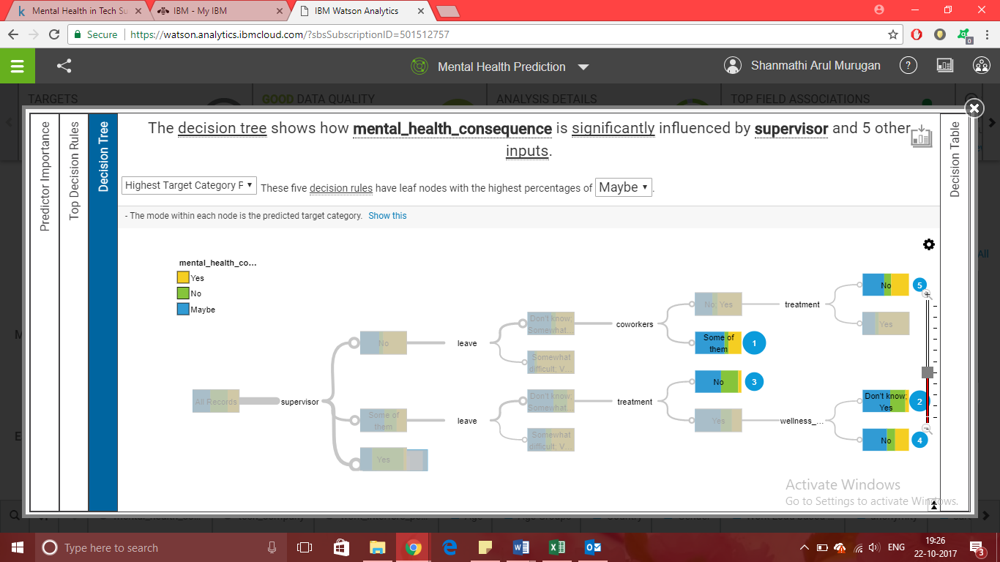 Mental Health in Tech Su
IBM - My IBM
IBM Watson Analytics
Secure
https://watson.analytics.ibmcloud.com/?sbsSubscriptionID=501512757
0
Mental Health Prediction
Shanmathi Arul Murugan
?
TARGETS
GOOD DATA QUALITY
ANALYSIS DETAILS
TOP FIELD ASSOCIATIONS
Predictor Importance
Top Decision Rules
Decision Tree
Decision Table
The decision tree shows how mental_health_consequence is significantly influenced by supervisor and 5 other
inputs.
Highest Target Category P
These five decision rules have leaf nodes with the highest percentages of Maybe .
- The mode within each node is the predicted target category. Show this
All
mental_health_co...
Yes
No
Maybe
No
5
No; Yes
treatment
Don't know;
Somewhat...
coworkers
Yes
No
leave
Some of
them
1
Somewhat
difficult; V...
No
3
All Records
supervisor
Don't know;
Somewhat...
treatment
Don't know;
Yes
2
Some of
them
leave
Yes
wellness_...
Somewhat
difficult; V...
No
4
Yes
Activate Windows
Go to Settings to activate Windows.
Type here to search
ENG
19:26
22-10-2017
3